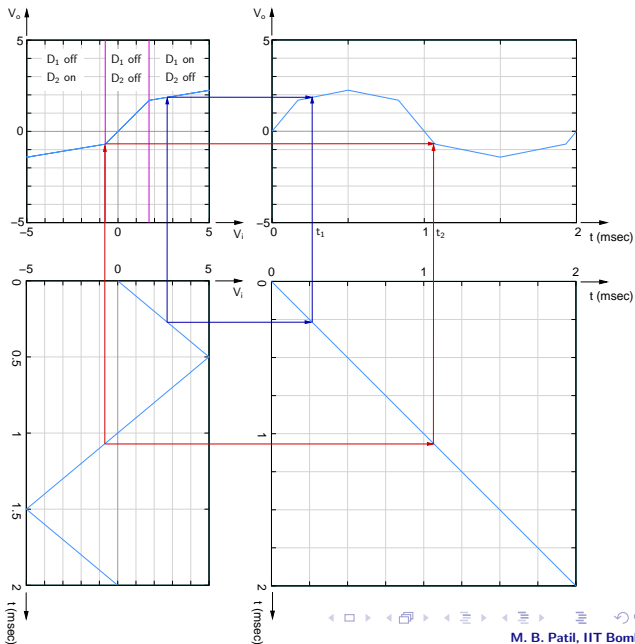 V₀ V₀
5 5
D₁ off D₁ off D₁ on
D₂ on D₂ off D₂ off
0 0
−5 −5
−5 0 5 0 t₁ 1 t₂ 2
Vᵢ t (msec)
−5 0 5 0 1 2
Vᵢ t (msec)
0 0
0.5
1 1
1.5
2 2
t (msec) t (msec)
M. B. Patil, IIT Bom